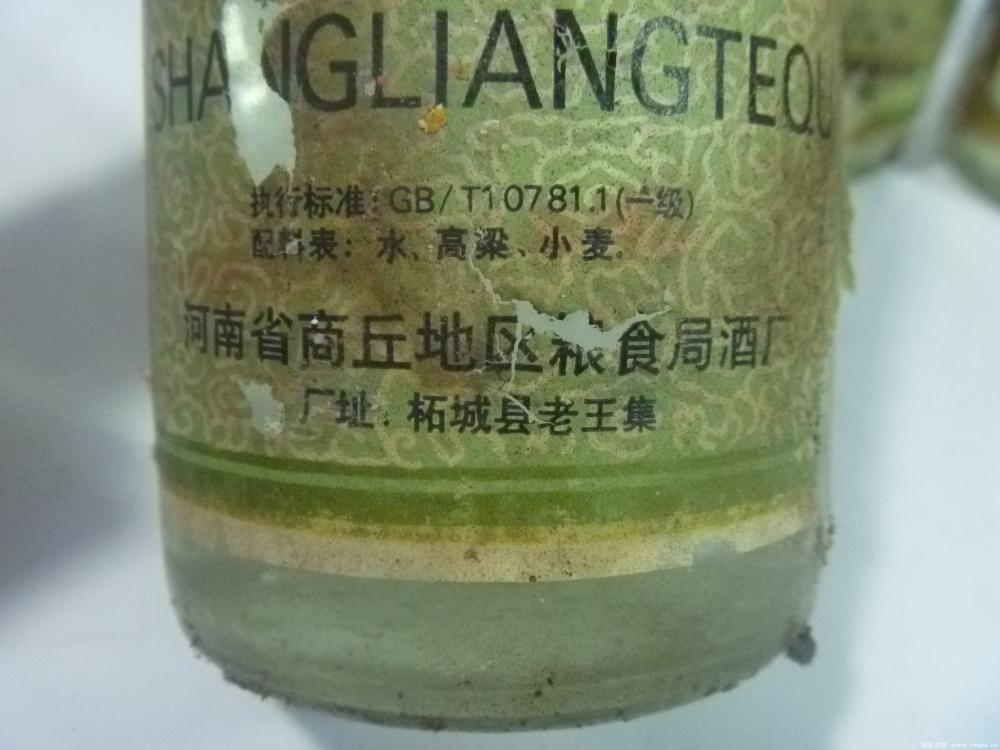 SHANGLIANGTEQU
执行标准:GB/T10781.1(一级)
配料表:水、高粱、小麦.
河南省商丘地区粮食局酒厂
厂址:柘城县老王集